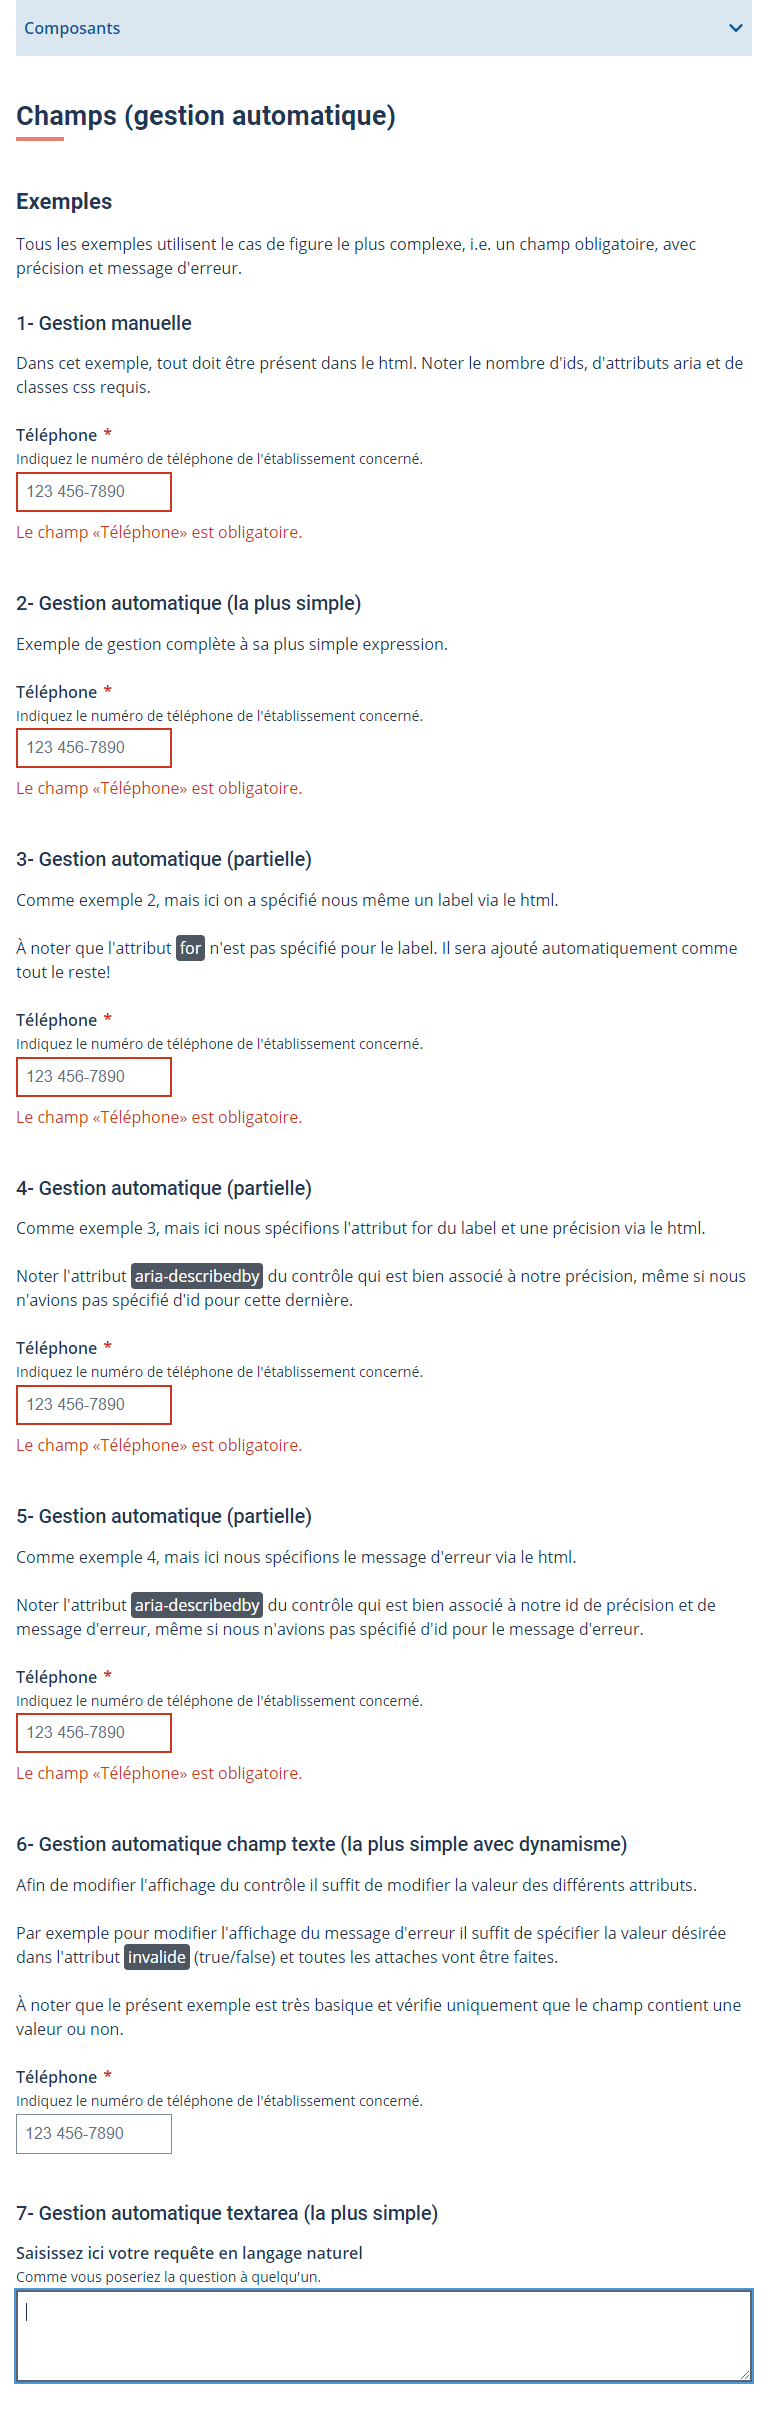 Composants
Champs (gestion automatique)
Exemples
Tous les exemples utilisent le cas de figure le plus complexe, i.e. un champ obligatoire, avec
précision et message d'erreur.
1- Gestion manuelle
Dans cet exemple, tout doit être présent dans le html. Noter le nombre d'ids, d'attributs aria et de
classes css requis.
Téléphone *
Indiquez le numéro de téléphone de l'établissement concerné.
123 456-7890
Le champ «Téléphone» est obligatoire.
2- Gestion automatique (la plus simple)
Exemple de gestion complète à sa plus simple expression.
Téléphone *
Indiquez le numéro de téléphone de l'établissement concerné.
123 456-7890
Le champ «Téléphone» est obligatoire.
3- Gestion automatique (partielle)
Comme exemple 2, mais ici on a spécifié nous même un label via le html.
À noter que l'attribut for n'est pas spécifié pour le label. Il sera ajouté automatiquement comme
tout le reste!
Téléphone *
Indiquez le numéro de téléphone de l'établissement concerné.
123 456-7890
Le champ «Téléphone» est obligatoire.
4- Gestion automatique (partielle)
Comme exemple 3, mais ici nous spécifions l'attribut for du label et une précision via le html.
Noter l'attribut aria-describedby du contrôle qui est bien associé à notre précision, même si nous
n'avions pas spécifié d'id pour cette dernière.
Téléphone *
Indiquez le numéro de téléphone de l'établissement concerné.
123 456-7890
Le champ «Téléphone» est obligatoire.
5- Gestion automatique (partielle)
Comme exemple 4, mais ici nous spécifions le message d'erreur via le html.
Noter l'attribut aria-describedby du contrôle qui est bien associé à notre id de précision et de
message d'erreur, même si nous n'avions pas spécifié d'id pour le message d'erreur.
Téléphone *
Indiquez le numéro de téléphone de l'établissement concerné.
123 456-7890
Le champ «Téléphone» est obligatoire.
6- Gestion automatique champ texte (la plus simple avec dynamisme)
Afin de modifier l'affichage du contrôle il suffit de modifier la valeur des différents attributs.
Par exemple pour modifier l'affichage du message d'erreur il suffit de spécifier la valeur désirée
dans l'attribut invalide (true/false) et toutes les attaches vont être faites.
À noter que le présent exemple est très basique et vérifie uniquement que le champ contient une
valeur ou non.
Téléphone *
Indiquez le numéro de téléphone de l'établissement concerné.
123 456-7890
7- Gestion automatique textarea (la plus simple)
Saisissez ici votre requête en langage naturel
Comme vous poseriez la question à quelqu'un.